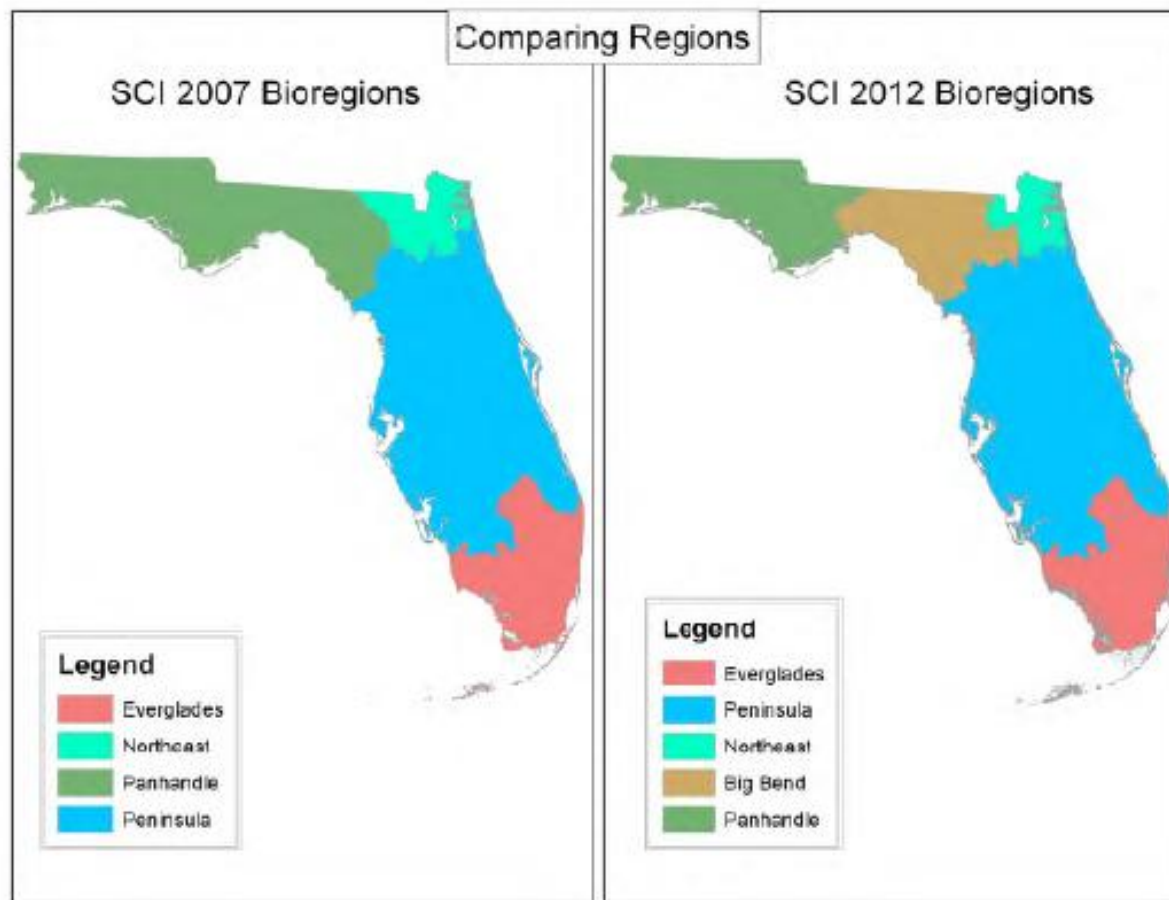 Comparing Regions
SCI 2007 Bioregions
Legend
Everglades
Northeast
Panhandle
Peninsula
SCI 2012 Bioregions
Legend
Everglades
Peninsula
Northeast
Big Bend
Panhandle